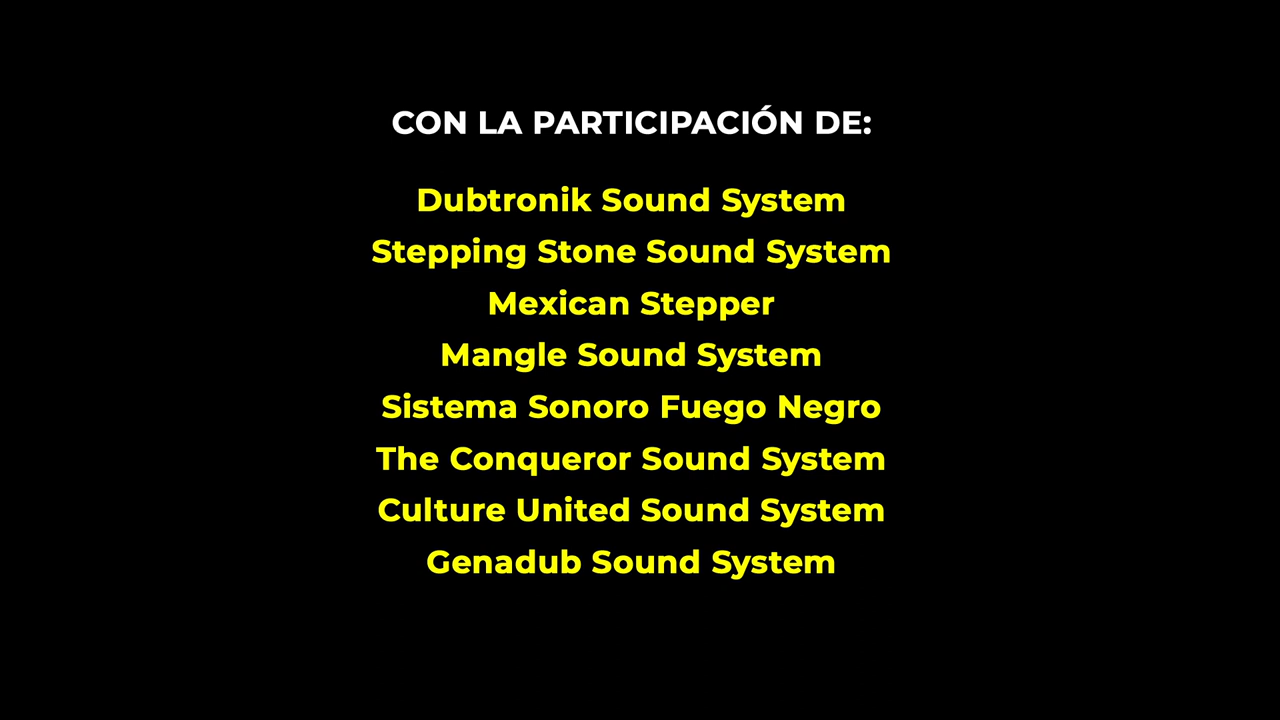 CON LA PARTICIPACIÓN DE:
Dubtronik Sound System
Stepping Stone Sound System
Mexican Stepper
Mangle Sound System
Sistema Sonoro Fuego Negro
The Conqueror Sound System
Culture United Sound System
Genadub Sound System